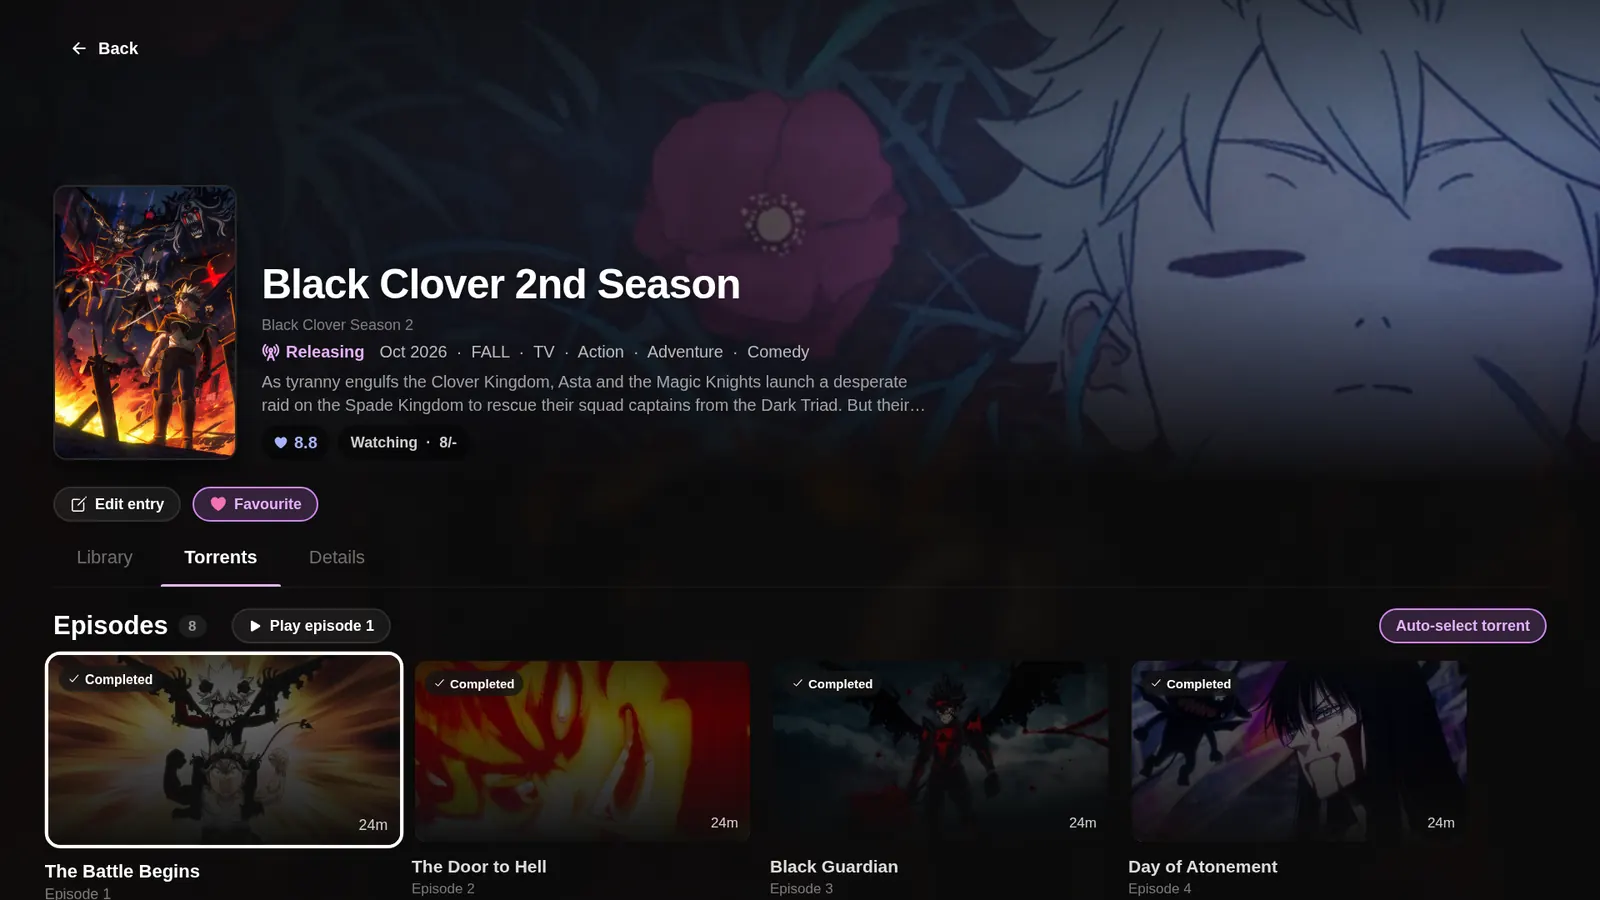 Back
Black Clover 2nd Season
Black Clover Season 2
Releasing Oct 2026 · FALL · TV · Action · Adventure · Comedy
As tyranny engulfs the Clover Kingdom, Asta and the Magic Knights launch a desperate
raid on the Spade Kingdom to rescue their squad captains from the Dark Triad. But their…
8.8 Watching · 8/-
Edit entry Favourite
Library Torrents Details
Episodes 8 Play episode 1 Auto-select torrent
Completed Completed Completed Completed
24m 24m 24m 24m
The Battle Begins The Door to Hell Black Guardian Day of Atonement
Episode 1 Episode 2 Episode 3 Episode 4